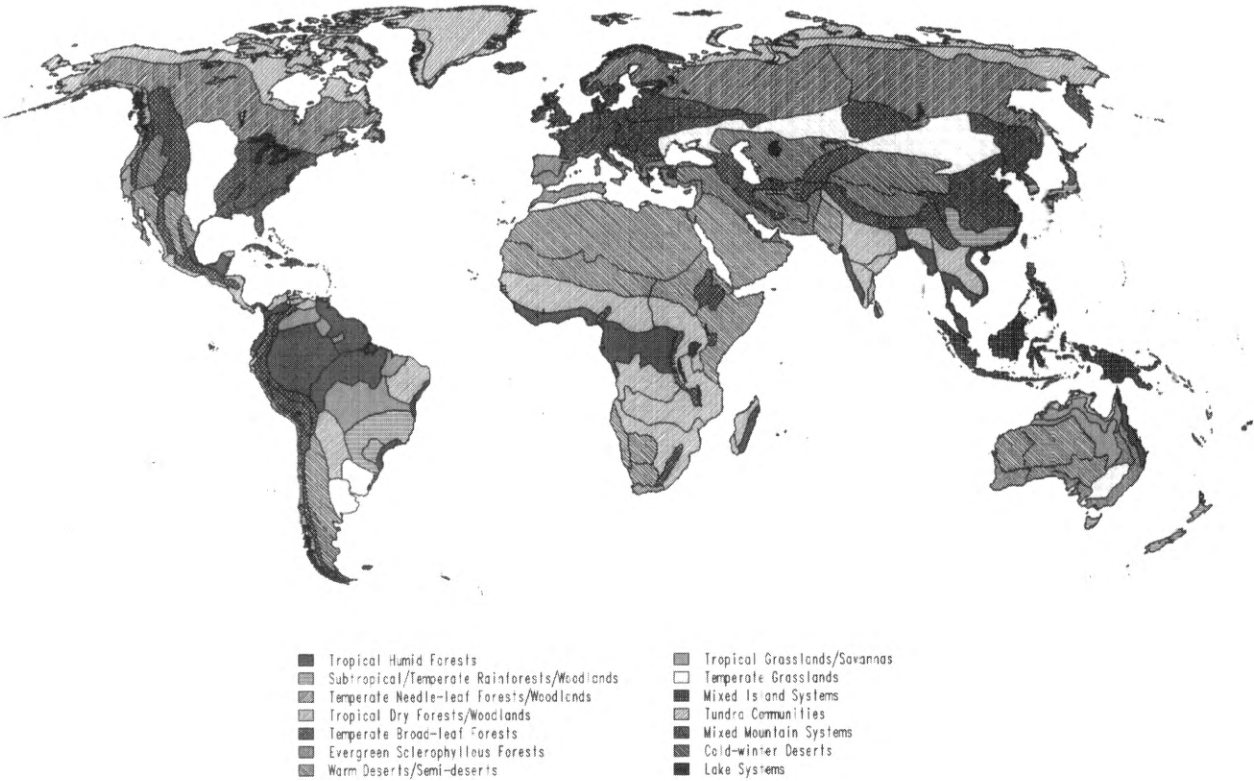 Tropical Humid Forests
Subtropical/Temperate Rainforests/Woodlands
Temperate Needle-leaf Forests/Woodlands
Tropical Dry Forests/Woodlands
Temperate Broad-leaf Forests
Evergreen Sclerophyllous Forests
Warm Deserts/Semi-deserts
Tropical Grasslands/Savannas
Temperate Grasslands
Mixed Island Systems
Tundra Communities
Mixed Mountain Systems
Cold-winter Deserts
Lake Systems